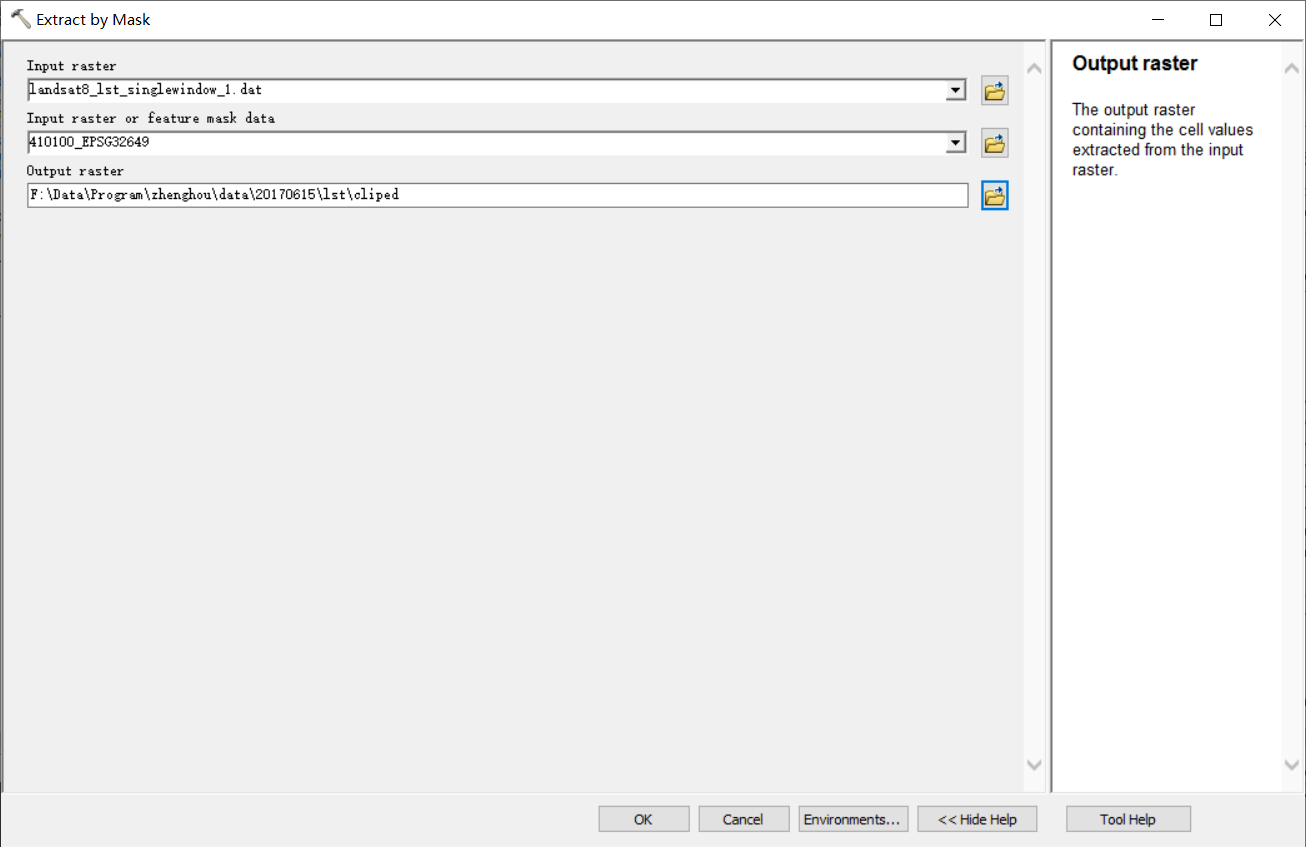 Extract by Mask
Input raster
landsat8_lst_singlewindow_1.dat
Input raster or feature mask data
410100_EPSG32649
Output raster
F:\Data\Program\zhenghou\data\20170615\lst\cliped
Output raster
The output raster
containing the cell values
extracted from the input
raster.
OK
Cancel
Environments...
<< Hide Help
Tool Help